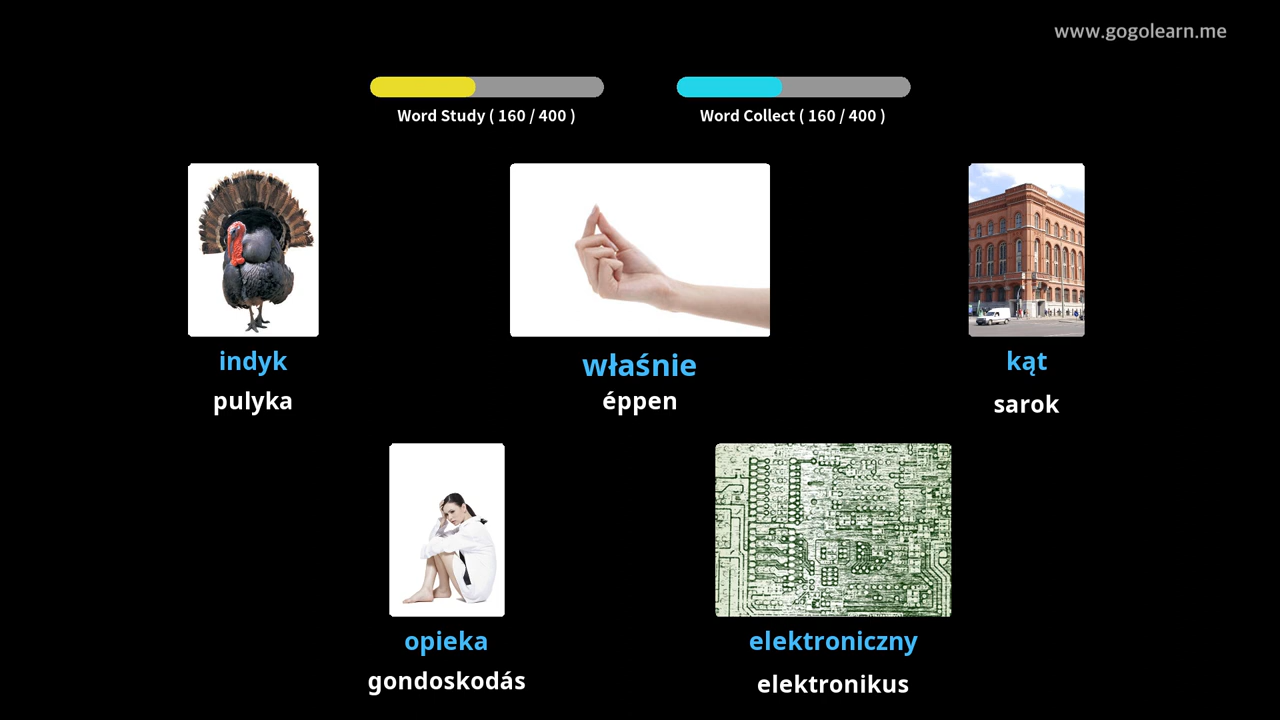 www.gogolearn.me
Word Study ( 160 / 400 )
Word Collect ( 160 / 400 )
indyk
pulyka
właśnie
éppen
kąt
sarok
opieka
gondoskodás
elektroniczny
elektronikus